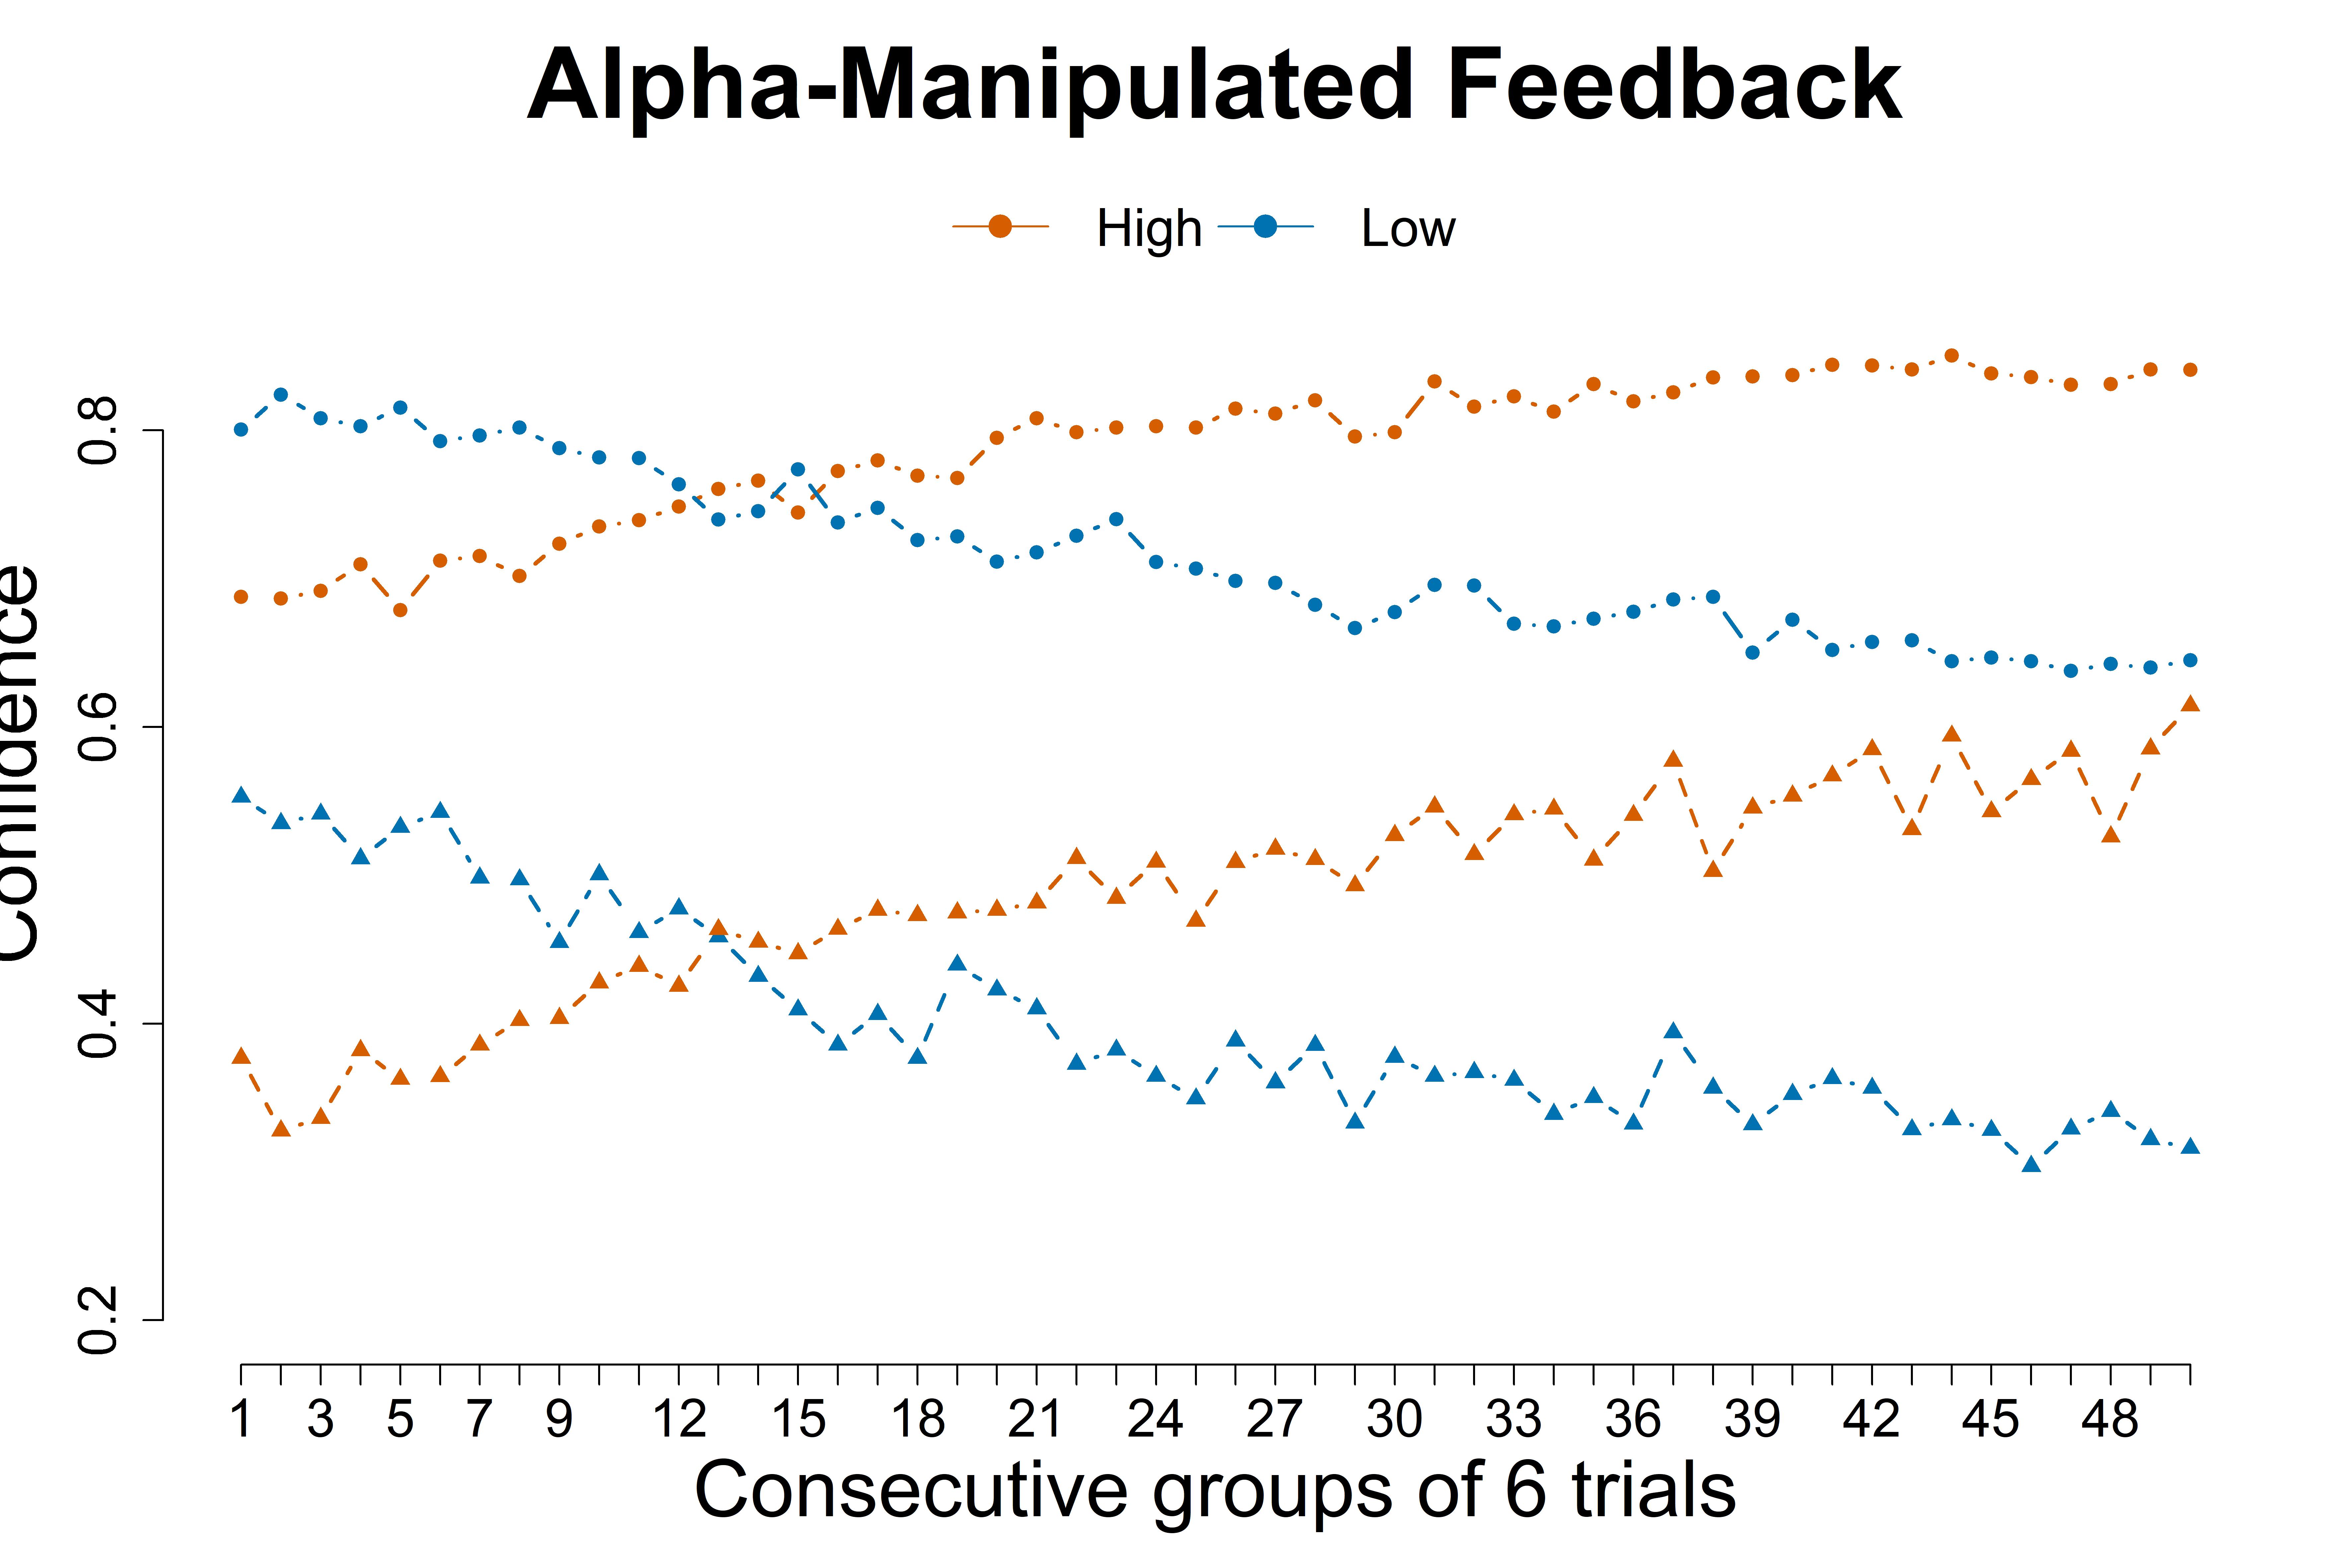 Alpha-Manipulated Feedback
High Low
Confidence
0.8
0.6
0.4
0.2
1 3 5 7 9 12 15 18 21 24 27 30 33 36 39 42 45 48
Consecutive groups of 6 trials